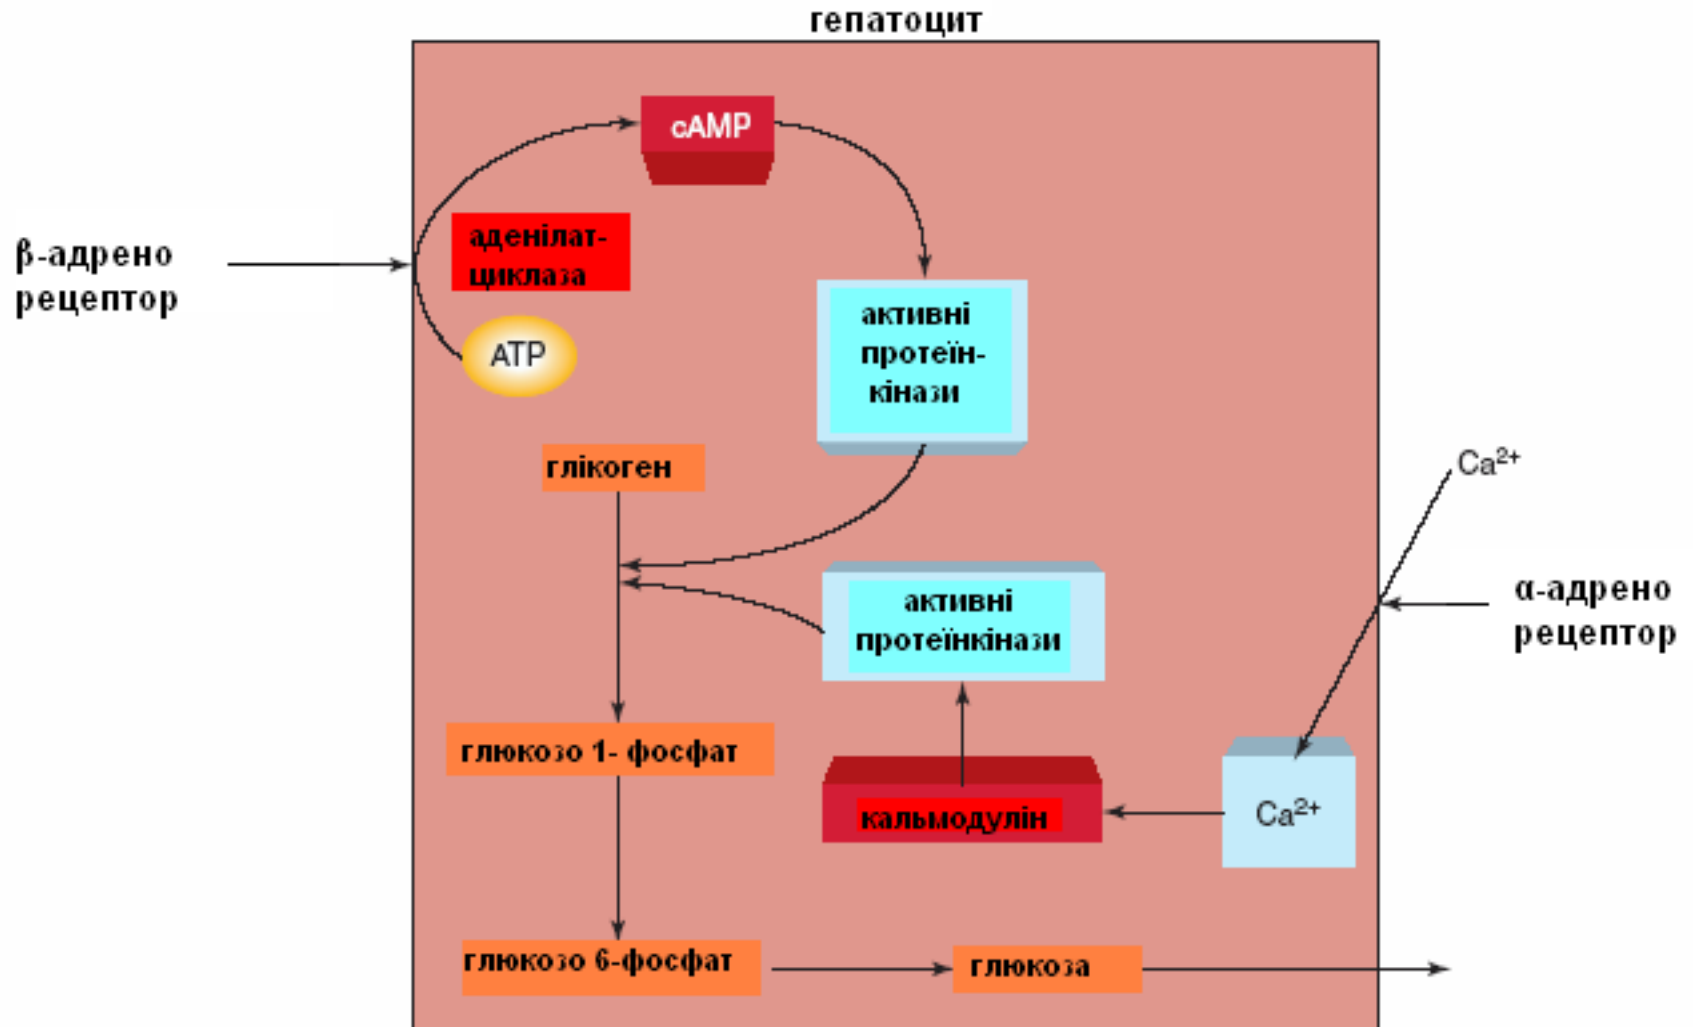 гепатоцит
cAMP
аденілат-
циклаза
β-адрено
рецептор
ATP
активні
протеїн-
кінази
глікоген
Ca²⁺
активні
протеїнкінази
α-адрено
рецептор
глюкозо 1- фосфат
кальмодулін
Ca²⁺
глюкозо 6-фосфат
глюкоза